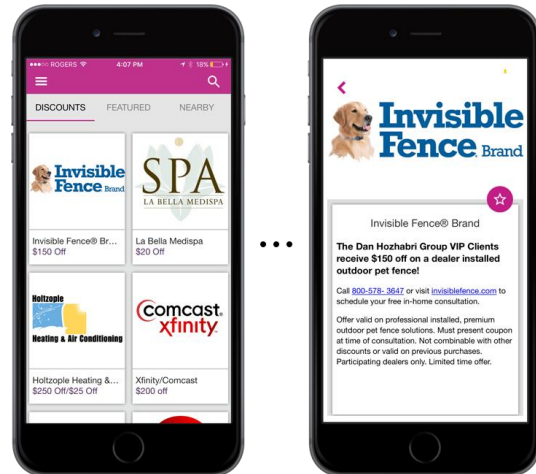 ROGERS 4:07 PM 18%
DISCOUNTS FEATURED NEARBY
Invisible
Fence Brand
Invisible Fence® Br...
$150 Off
SPA
LA BELLA MEDISPA
La Bella Medispa
$20 Off
Holtzople
Heating & Air Conditioning
Holtzople Heating &...
$250 Off/$25 Off
comcast.
xfinity.
Xfinity/Comcast
$200 off
...
Invisible
Fence Brand
Invisible Fence® Brand
The Dan Hozhabri Group VIP Clients
receive $150 off on a dealer installed
outdoor pet fence!
Call 800-578- 3647 or visit invisiblefence.com to
schedule your free in-home consultation.
Offer valid on professional installed, premium
outdoor pet fence solutions. Must present coupon
at time of consultation. Not combinable with other
discounts or valid on previous purchases.
Participating dealers only. Limited time offer.